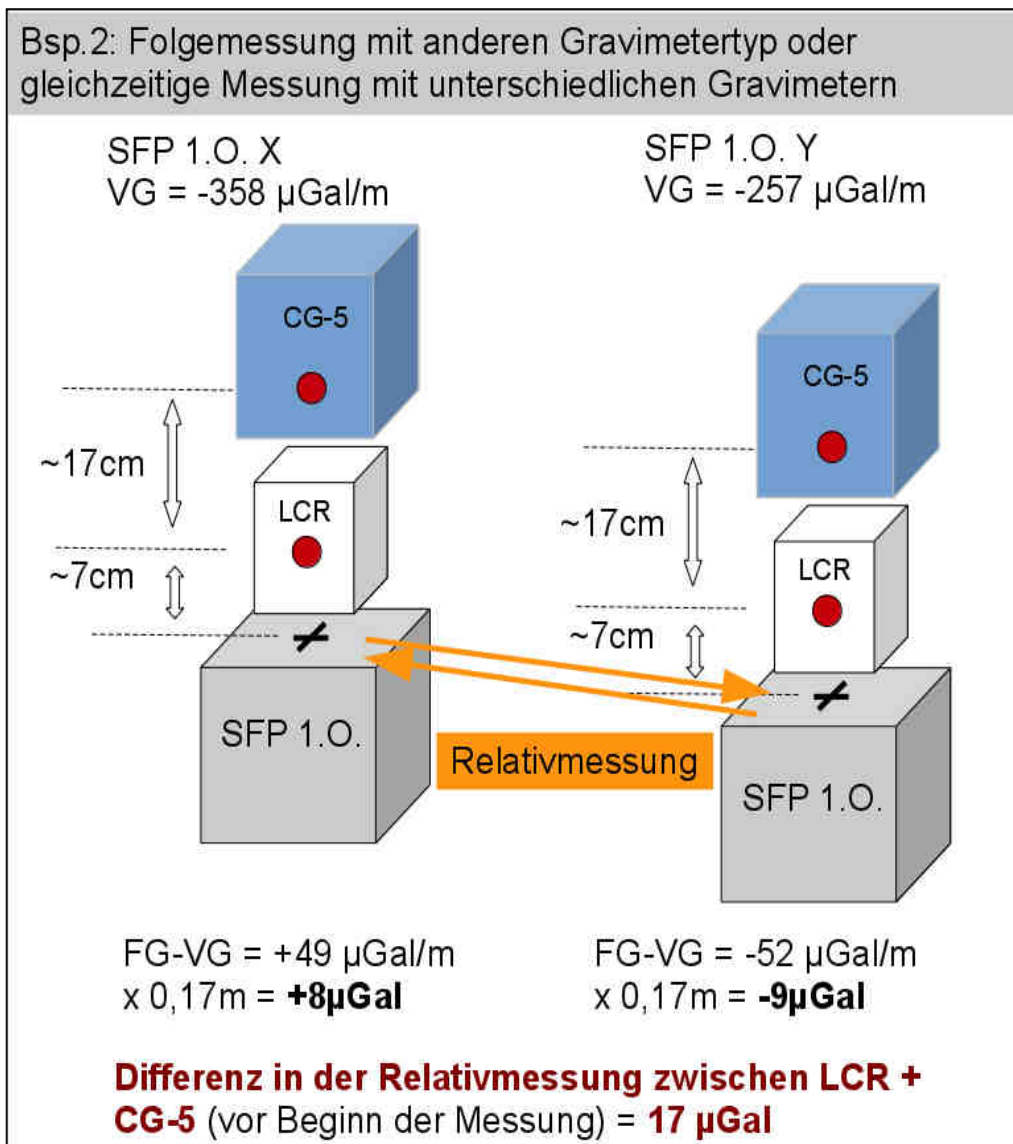 Bsp.2: Folgemessung mit anderen Gravimetertyp oder
gleichzeitige Messung mit unterschiedlichen Gravimetern
SFP 1.O. X
VG = -358 µGal/m
SFP 1.O. Y
VG = -257 µGal/m
CG-5
~17cm
LCR
~7cm
SFP 1.O.
CG-5
~17cm
LCR
~7cm
SFP 1.O.
Relativmessung
FG-VG = +49 µGal/m
x 0,17m = +8µGal
FG-VG = -52 µGal/m
x 0,17m = -9µGal
Differenz in der Relativmessung zwischen LCR +
CG-5 (vor Beginn der Messung) = 17 µGal